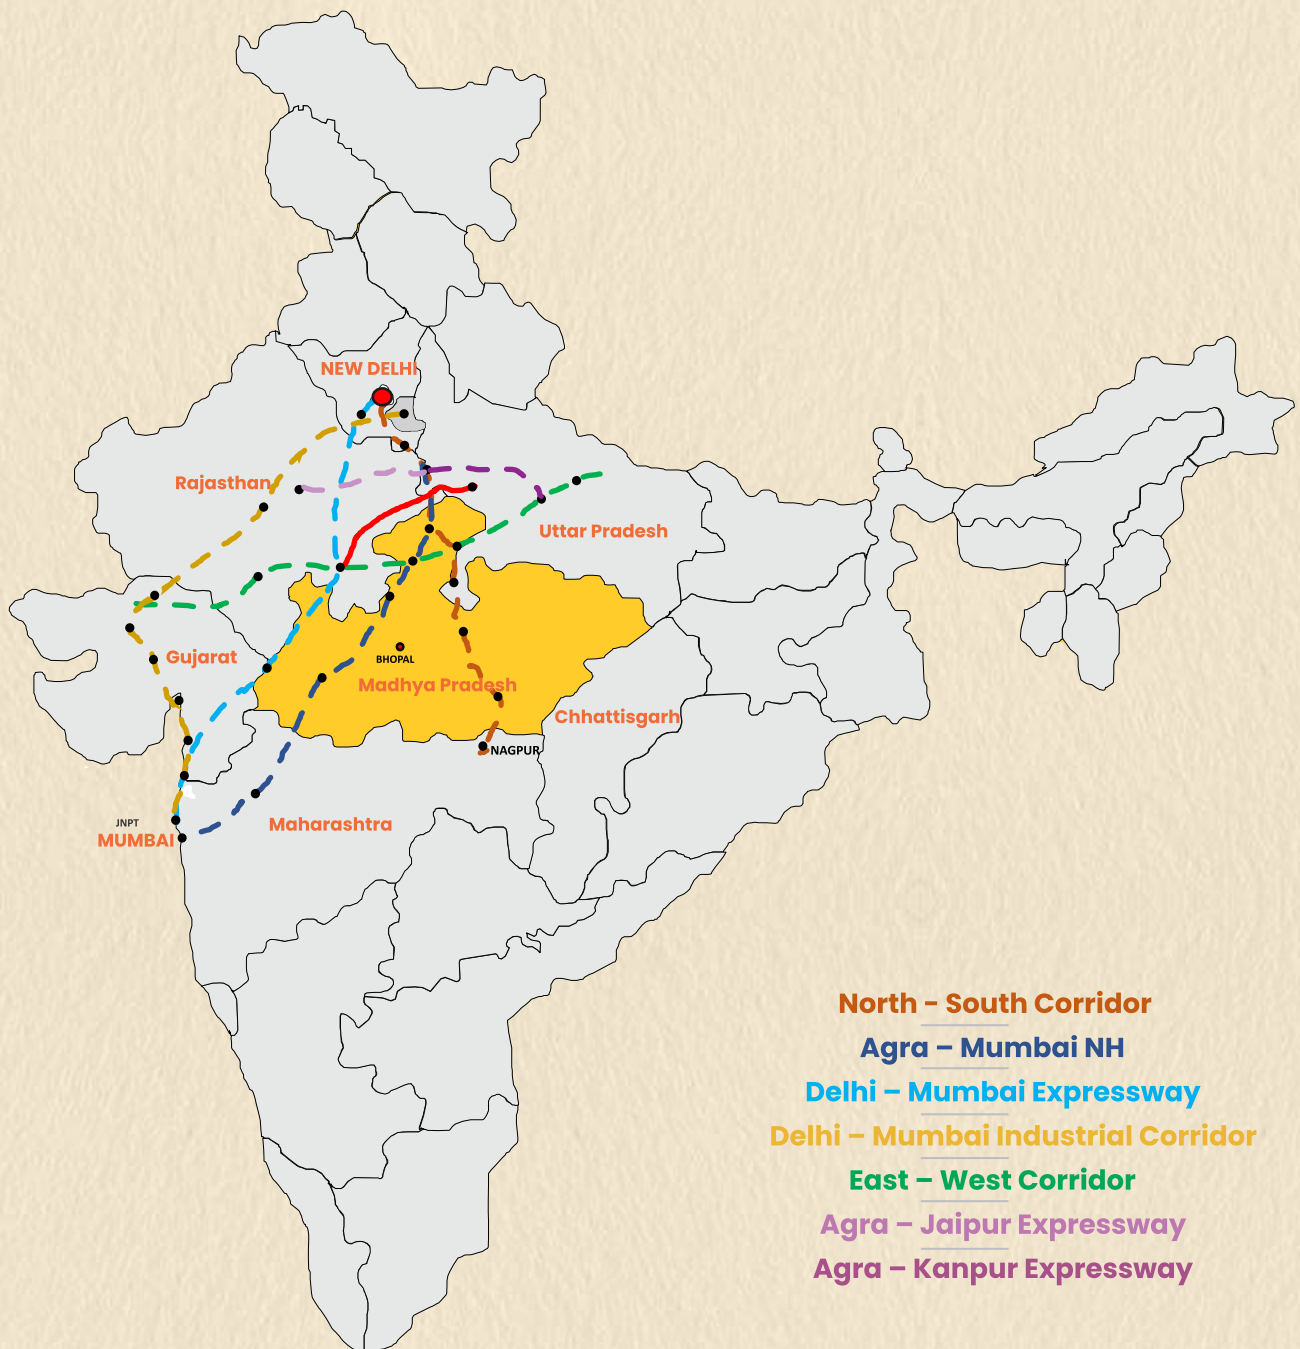 NEW DELHI
Rajasthan
Uttar Pradesh
Gujarat
BHOPAL
Madhya Pradesh
Chhattisgarh
NAGPUR
JNPT
MUMBAI
Maharashtra
North - South Corridor
Agra – Mumbai NH
Delhi – Mumbai Expressway
Delhi – Mumbai Industrial Corridor
East – West Corridor
Agra – Jaipur Expressway
Agra – Kanpur Expressway